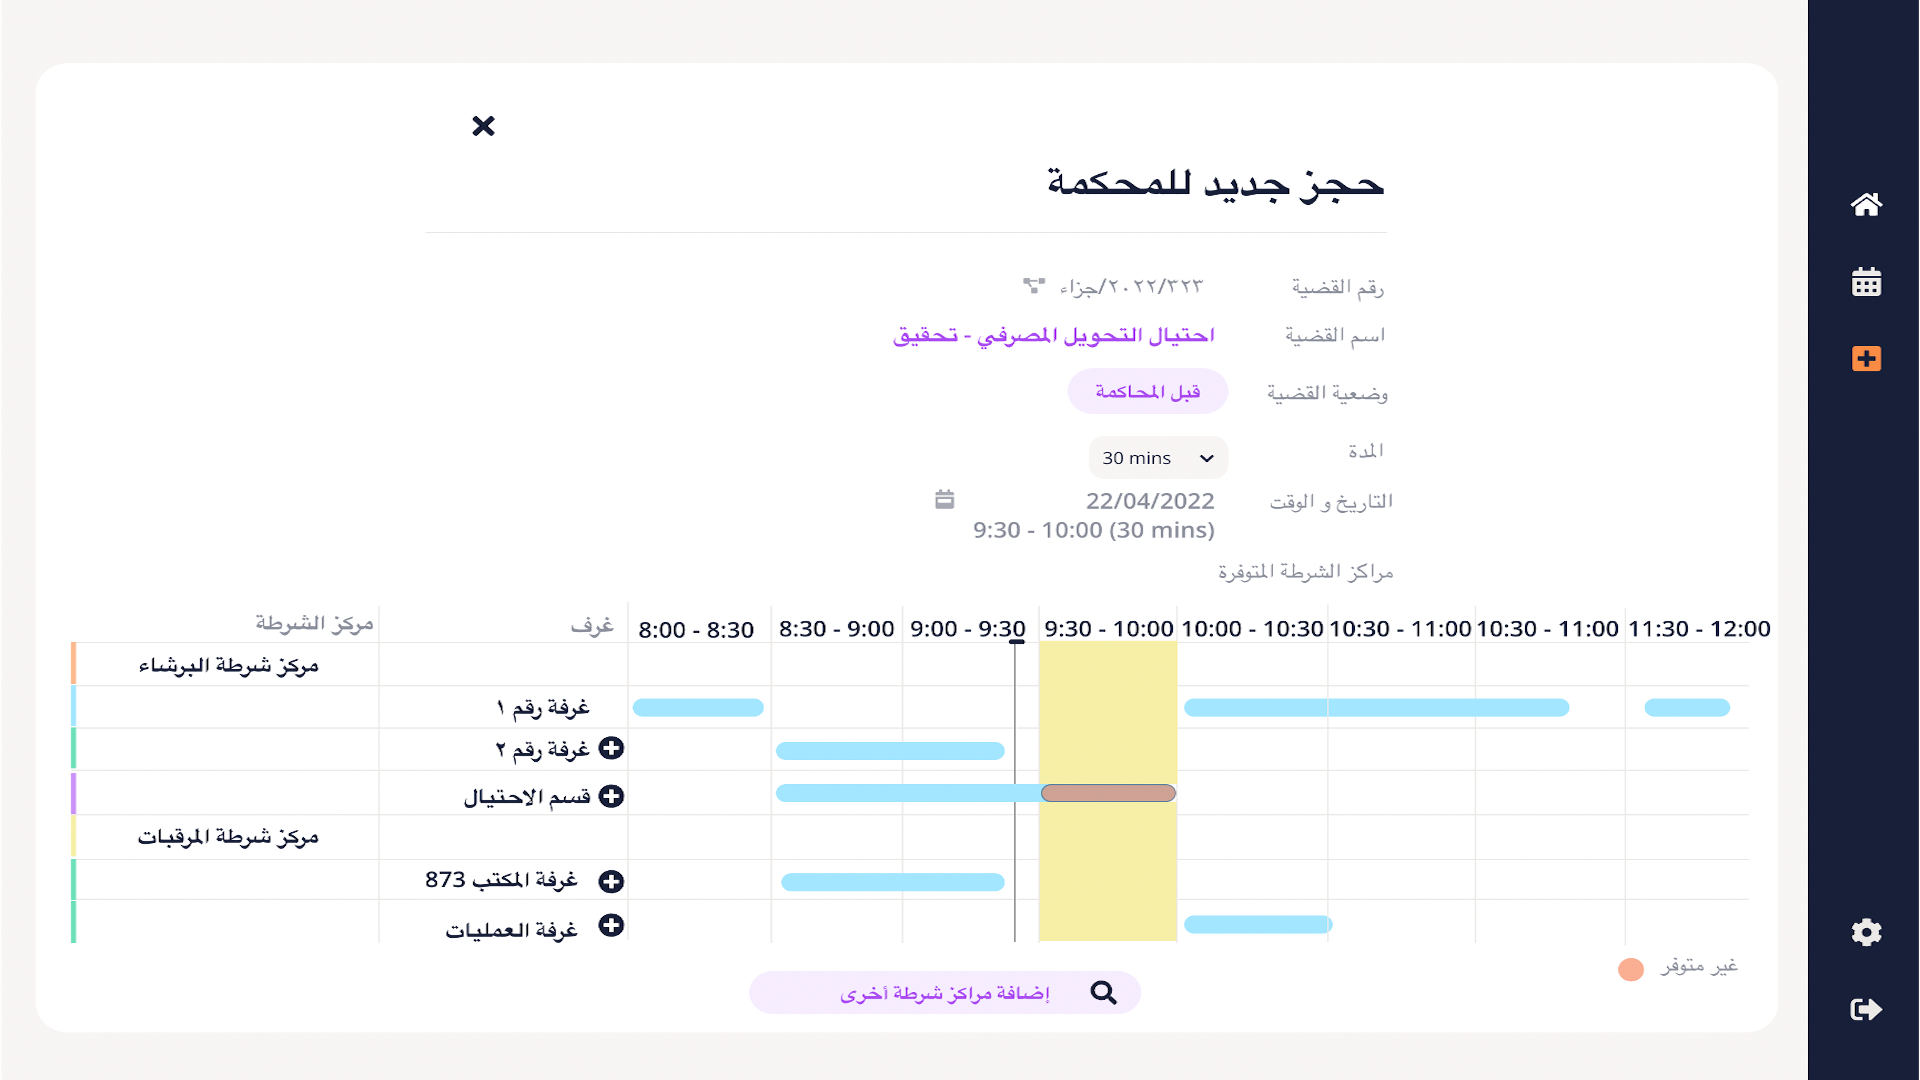 حجز جديد للمحكمة
رقم القضية ٢٠٢٢/٣٢٣/جزاء
اسم القضية احتيال التحويل المصرفي - تحقيق
وضعية القضية قبل المحاكمة
المدة 30 mins
التاريخ و الوقت 22/04/2022
9:30 - 10:00 (30 mins)
مراكز الشرطة المتوفرة
مركز الشرطة غرف 8:00 - 8:30 8:30 - 9:00 9:00 - 9:30 9:30 - 10:00 10:00 - 10:30 10:30 - 11:00 10:30 - 11:00 11:30 - 12:00
مركز شرطة البرشاء
غرفة رقم ١
غرفة رقم ٢
قسم الاحتيال
مركز شرطة المرقبات
غرفة المكتب 873
غرفة العمليات
غير متوفر
إضافة مراكز شرطة أخرى